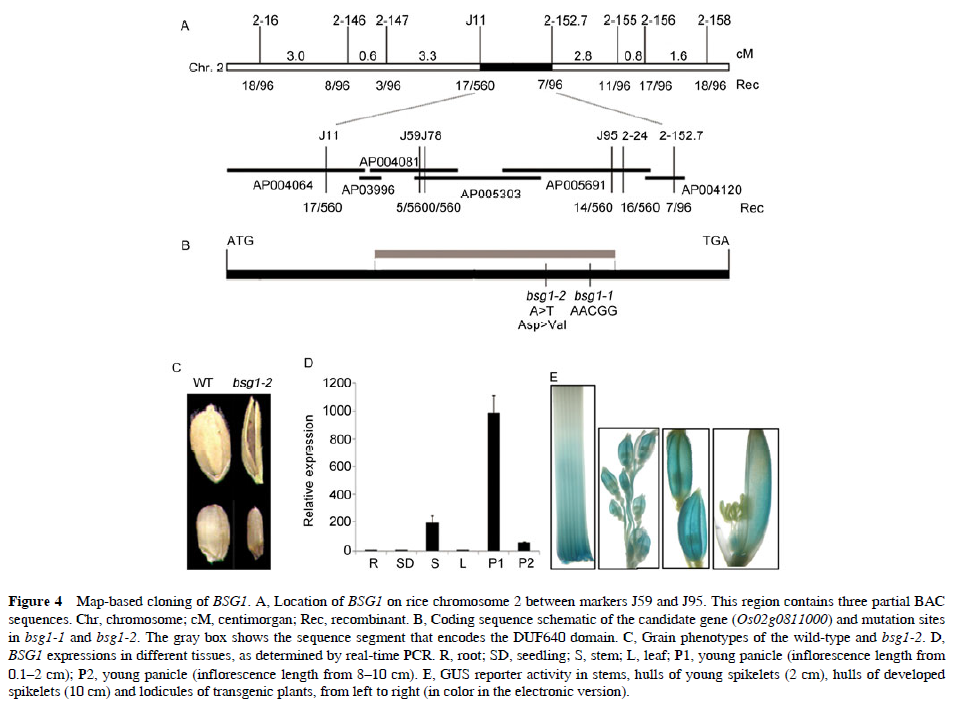 A
2-16 2-146 2-147 J11 2-152.7 2-155 2-156 2-158
3.0 0.6 3.3 2.8 0.8 1.6 cM
Chr. 2
18/96 8/96 3/96 17/560 7/96 11/96 17/96 18/96 Rec
J11 J59 J78 J95 2-24 2-152.7
AP004081
AP004064 AP03996 AP005303 AP005691 AP004120
17/560 5/5600/560 14/560 16/560 7/96 Rec
B
ATG TGA
bsg1-2 bsg1-1
A>T AACGG
Asp>Val
C
WT bsg1-2
D
Relative expression
1200
1000
800
600
400
200
0
R SD S L P1 P2
E
Figure 4 Map-based cloning of BSG1. A, Location of BSG1 on rice chromosome 2 between markers J59 and J95. This region contains three partial BAC
sequences. Chr, chromosome; cM, centimorgan; Rec, recombinant. B, Coding sequence schematic of the candidate gene (Os02g0811000) and mutation sites
in bsg1-1 and bsg1-2. The gray box shows the sequence segment that encodes the DUF640 domain. C, Grain phenotypes of the wild-type and bsg1-2. D,
BSG1 expressions in different tissues, as determined by real-time PCR. R, root; SD, seedling; S, stem; L, leaf; P1, young panicle (inflorescence length from
0.1–2 cm); P2, young panicle (inflorescence length from 8–10 cm). E, GUS reporter activity in stems, hulls of young spikelets (2 cm), hulls of developed
spikelets (10 cm) and lodicules of transgenic plants, from left to right (in color in the electronic version).